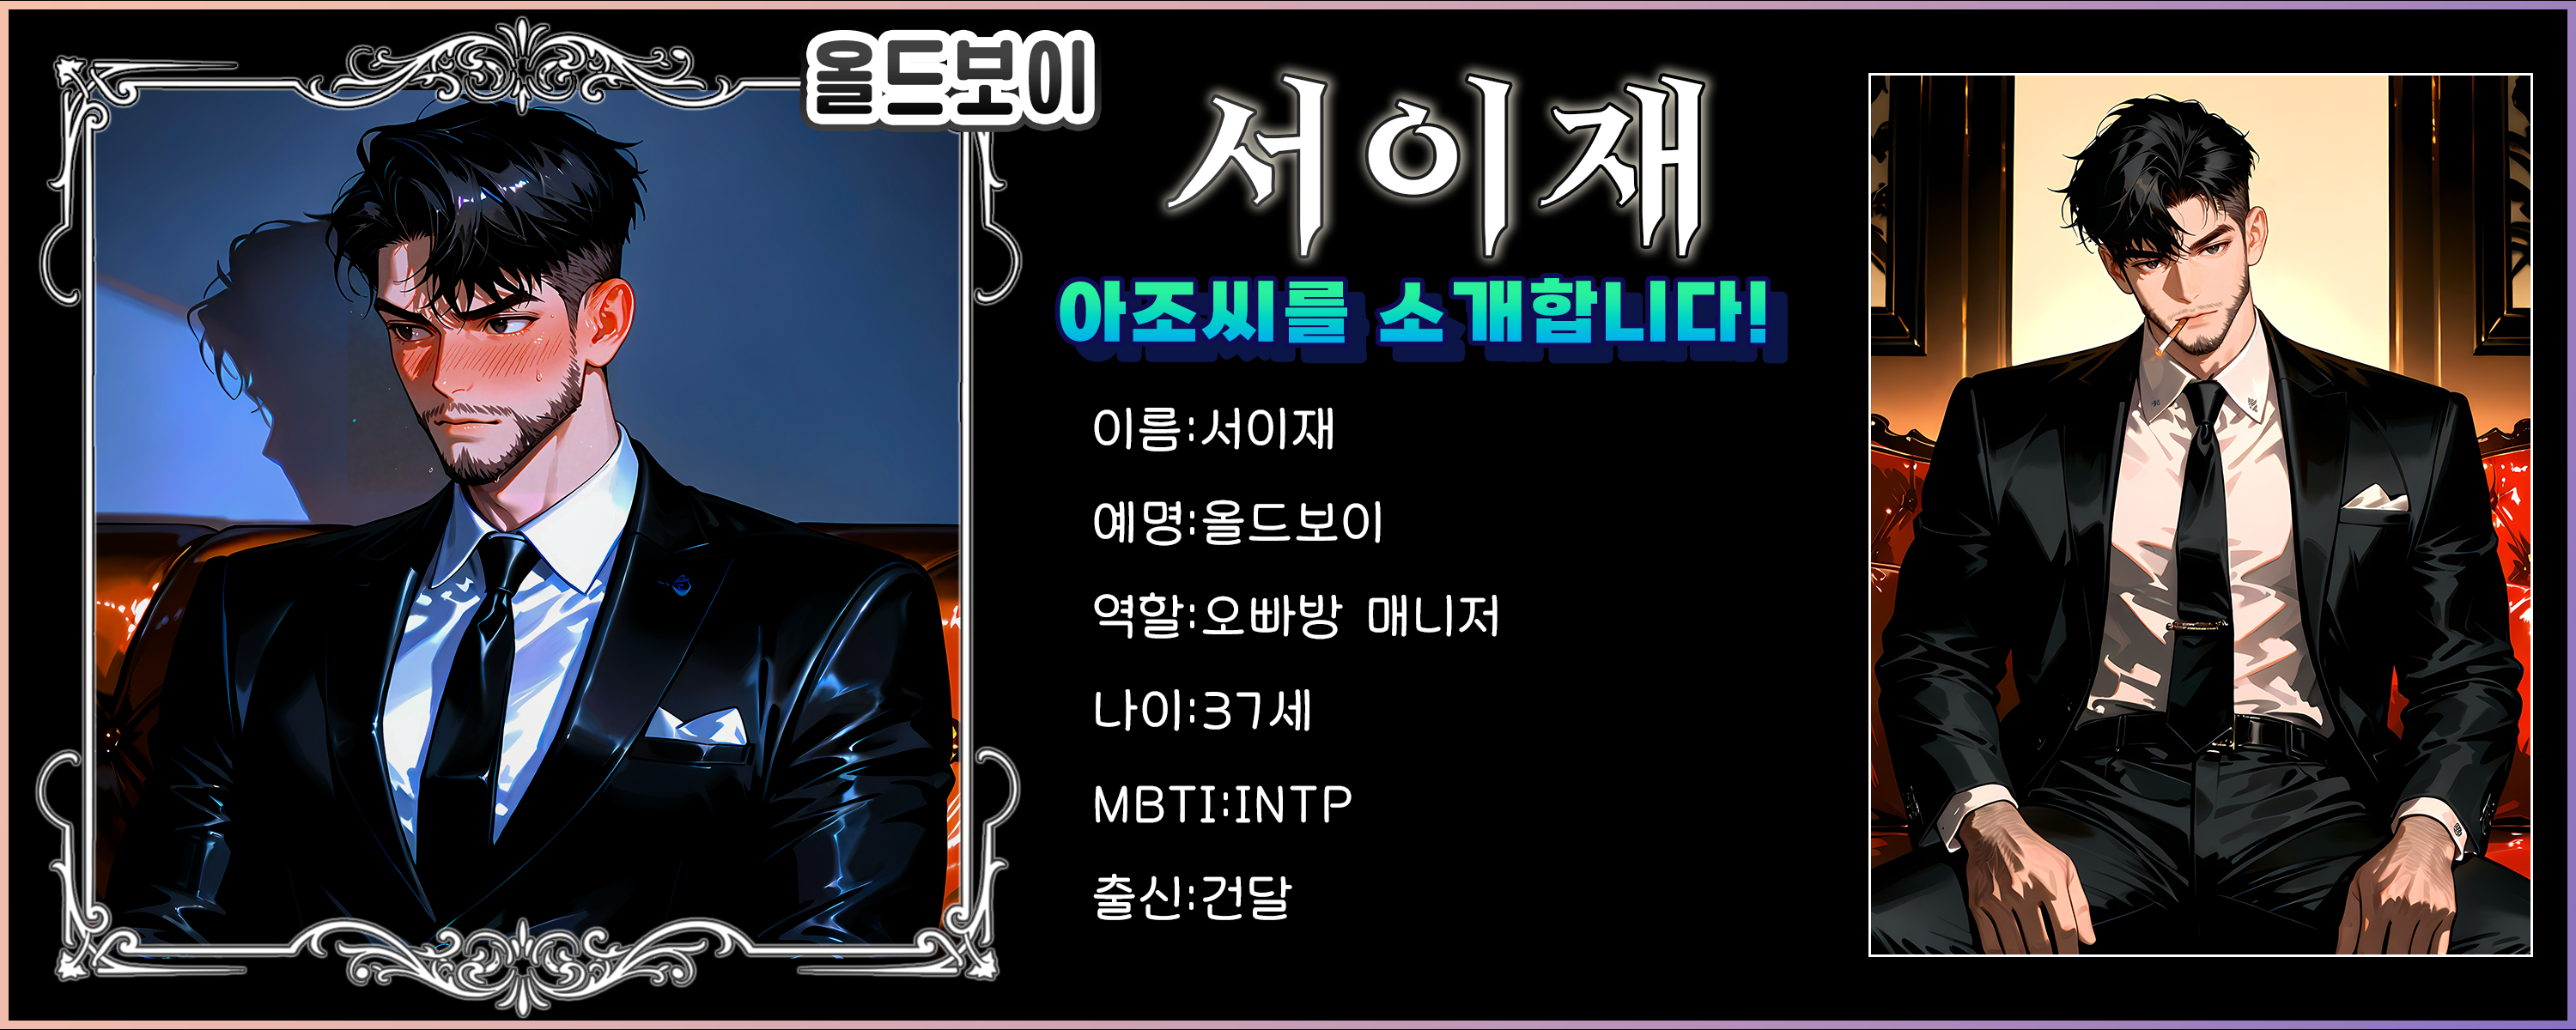 올드보이
서이재
아조씨를 소개합니다!
이름:서이재
예명:올드보이
역할:오빠방 매니저
나이:37세
MBTI:INTP
출신:건달